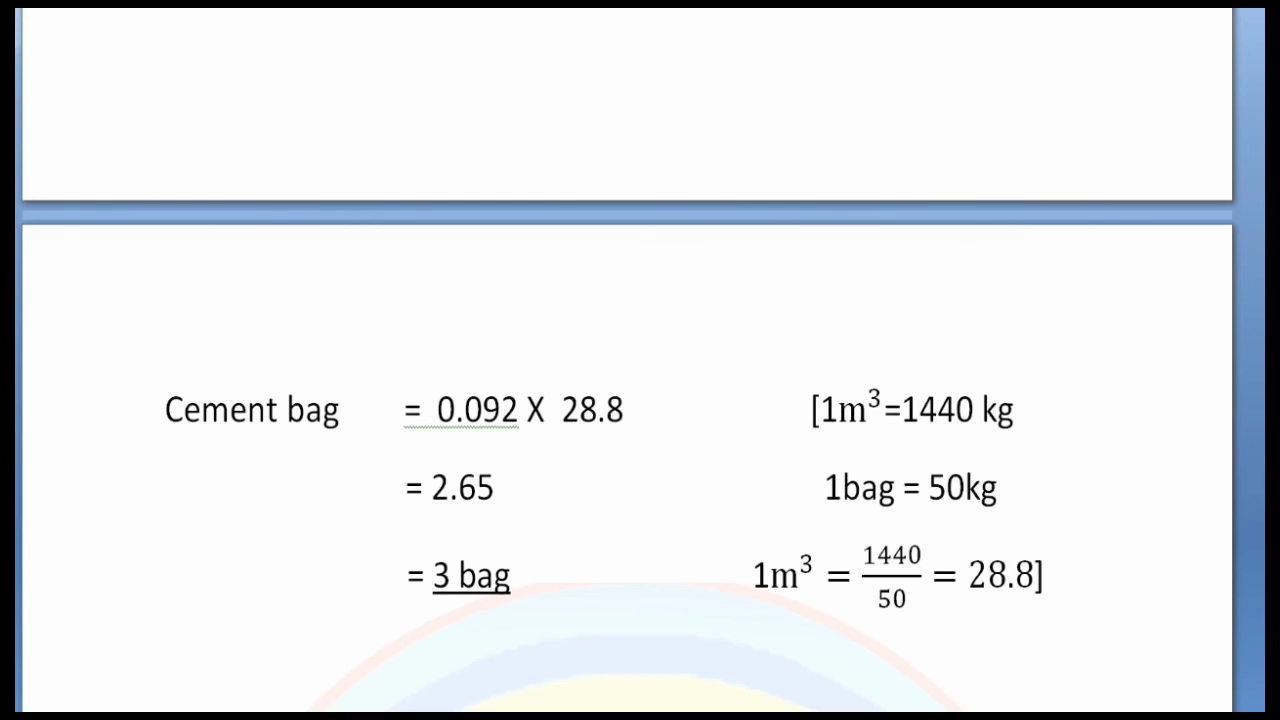 Cement bag = 0.092 X 28.8 [1m³=1440 kg
= 2.65 1bag = 50kg
= 3 bag 1m³ = 1440/50 = 28.8]